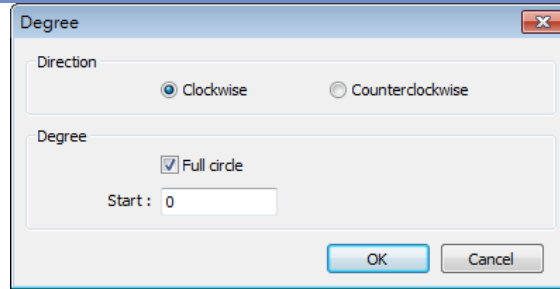 Degree
Direction
Clockwise
Counterclockwise
Degree
Full circle
Start : 0
OK
Cancel